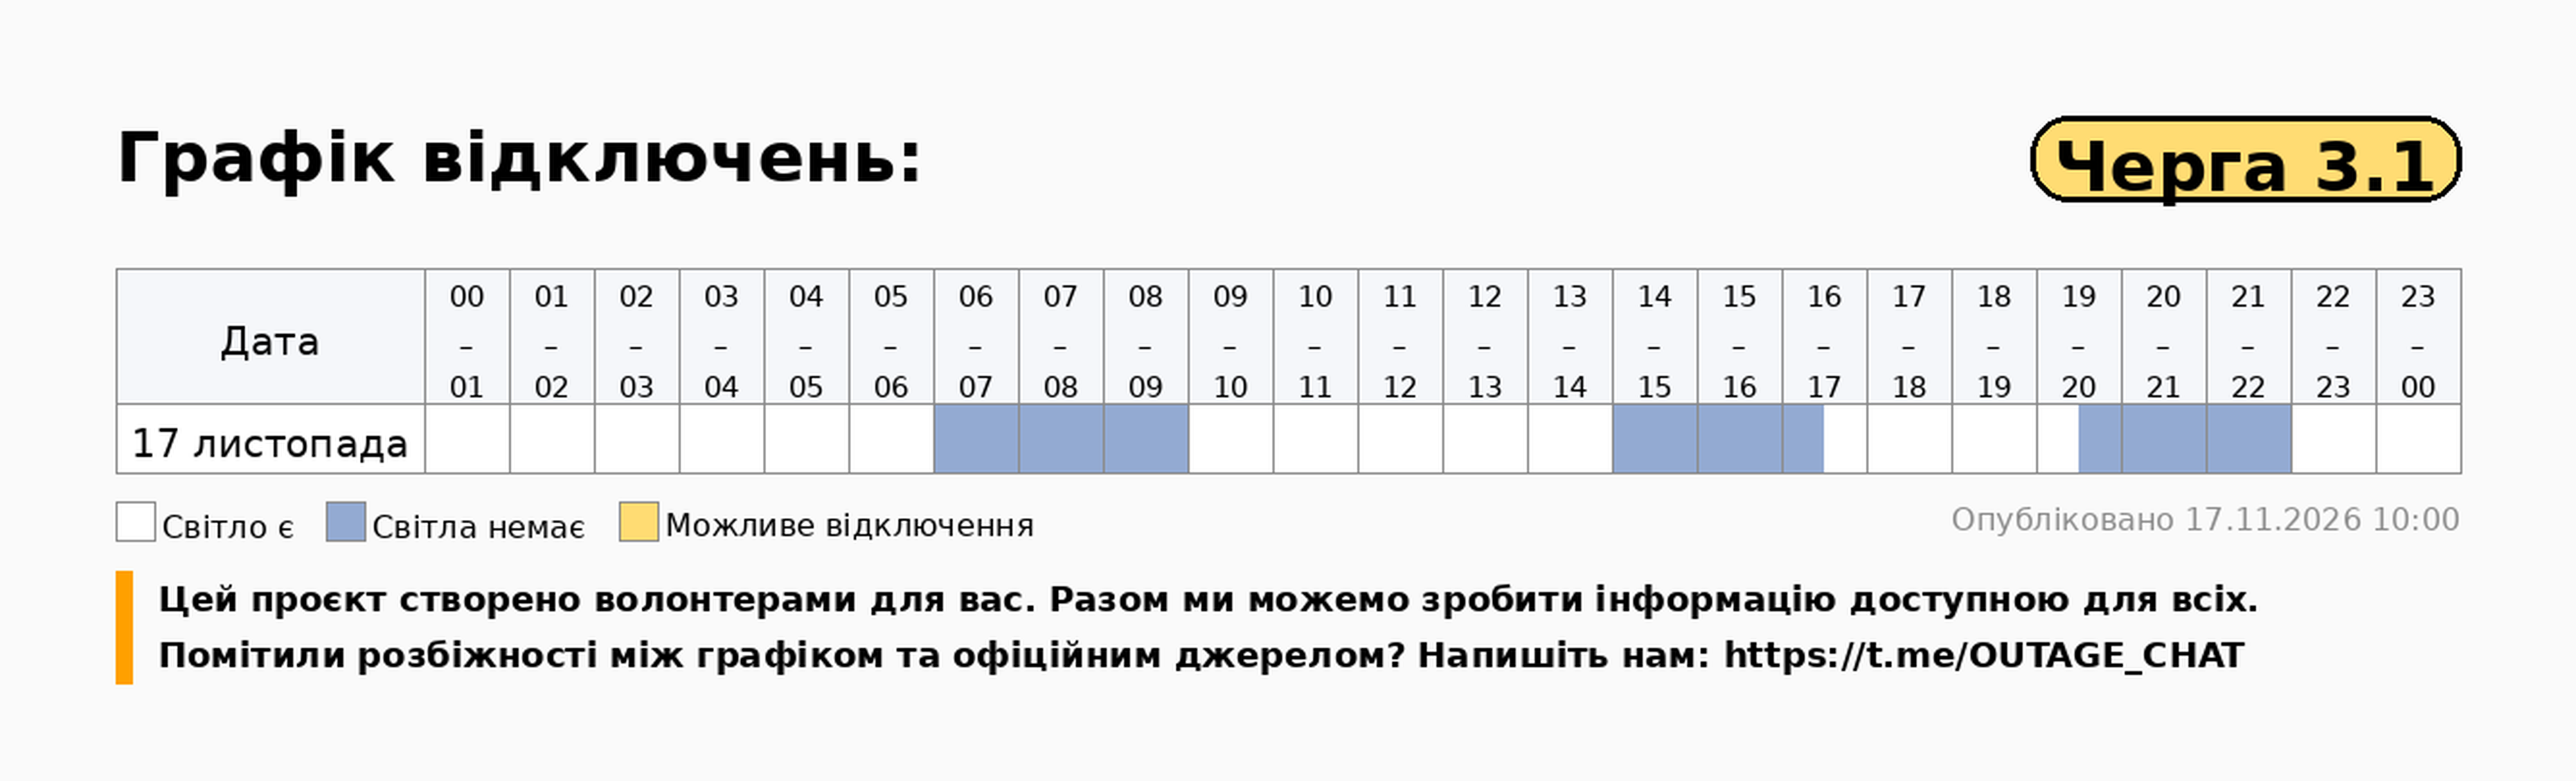 Графік відключень:
Черга 3.1
Дата 00 – 01 01 – 02 02 – 03 03 – 04 04 – 05 05 – 06 06 – 07 07 – 08 08 – 09 09 – 10 10 – 11 11 – 12 12 – 13 13 – 14 14 – 15 15 – 16 16 – 17 17 – 18 18 – 19 19 – 20 20 – 21 21 – 22 22 – 23 23 – 00
17 листопада
Світло є Світла немає Можливе відключення
Опубліковано 17.11.2026 10:00
Цей проєкт створено волонтерами для вас. Разом ми можемо зробити інформацію доступною для всіх.
Помітили розбіжності між графіком та офіційним джерелом? Напишіть нам: https://t.me/OUTAGE_CHAT